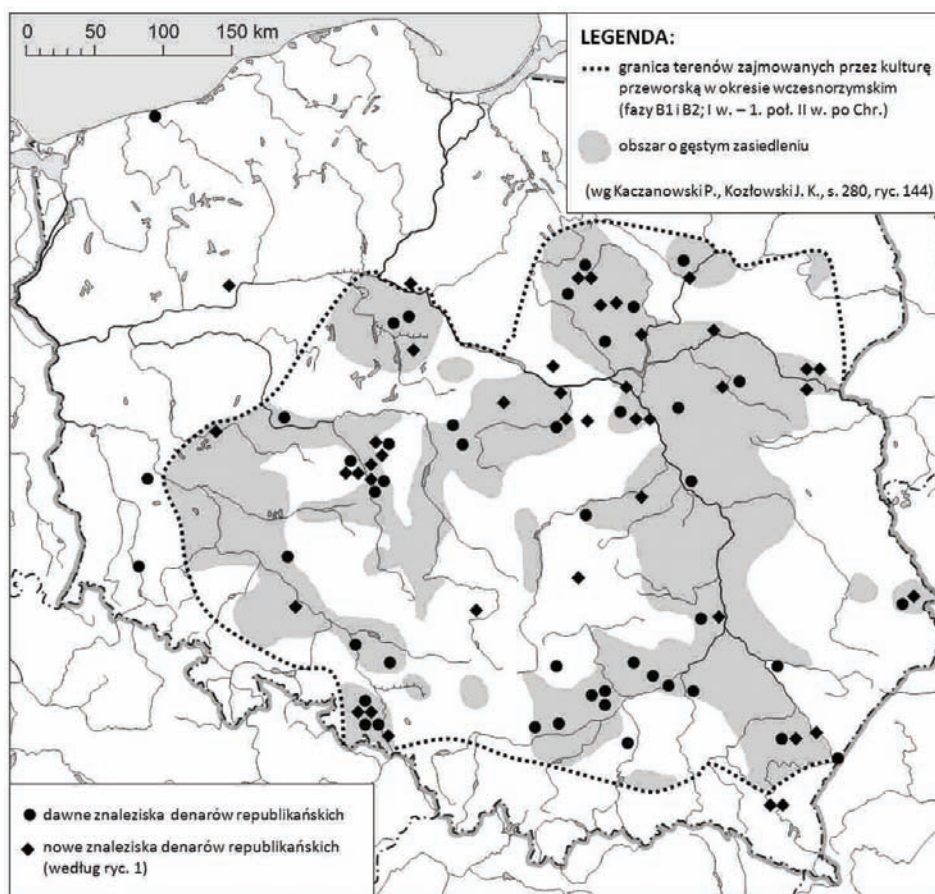 0 50 100 150 km
LEGENDA:
granica terenów zajmowanych przez kulturę
przeworską w okresie wczesnorzymskim
(fazy B1 i B2; I w. – 1. poł. II w. po Chr.)
obszar o gęstym zasiedleniu
(wg Kaczanowski P., Kozłowski J. K., s. 280, ryc. 144)
dawne znaleziska denarów republikańskich
nowe znaleziska denarów republikańskich
(według ryc. 1)